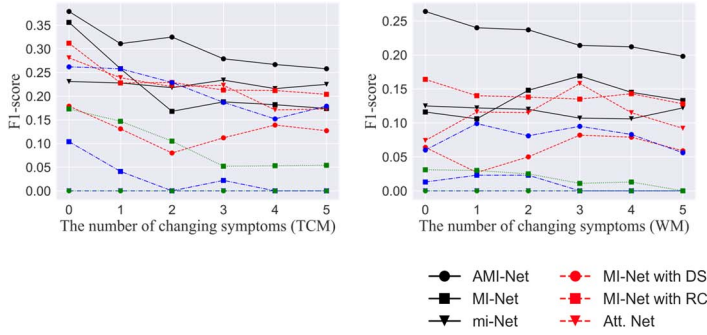 F1-score
0.35
0.30
0.25
0.20
0.15
0.10
0.05
0.00
0 1 2 3 4 5
The number of changing symptoms (TCM)
F1-score
0.25
0.20
0.15
0.10
0.05
0.00
0 1 2 3 4 5
The number of changing symptoms (WM)
AMI-Net
MI-Net
mi-Net
MI-Net with DS
MI-Net with RC
Att. Net